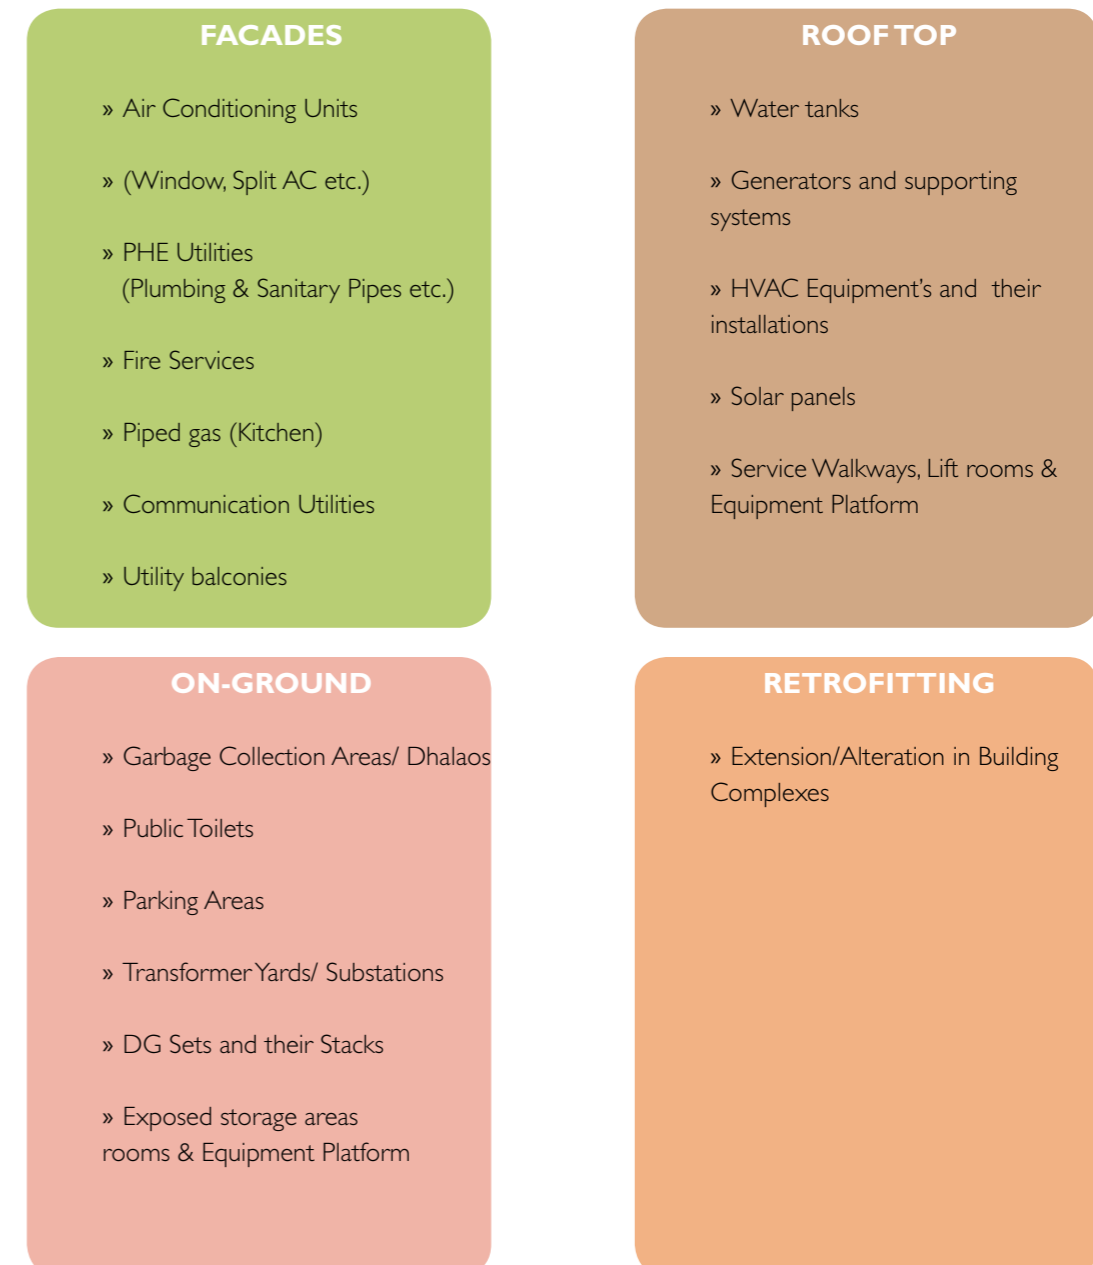 FACADES
» Air Conditioning Units
» (Window, Split AC etc.)
» PHE Utilities
(Plumbing & Sanitary Pipes etc.)
» Fire Services
» Piped gas (Kitchen)
» Communication Utilities
» Utility balconies
ROOF TOP
» Water tanks
» Generators and supporting
systems
» HVAC Equipment’s and their
installations
» Solar panels
» Service Walkways, Lift rooms &
Equipment Platform
ON-GROUND
» Garbage Collection Areas/ Dhalaos
» Public Toilets
» Parking Areas
» Transformer Yards/ Substations
» DG Sets and their Stacks
» Exposed storage areas
rooms & Equipment Platform
RETROFITTING
» Extension/Alteration in Building
Complexes